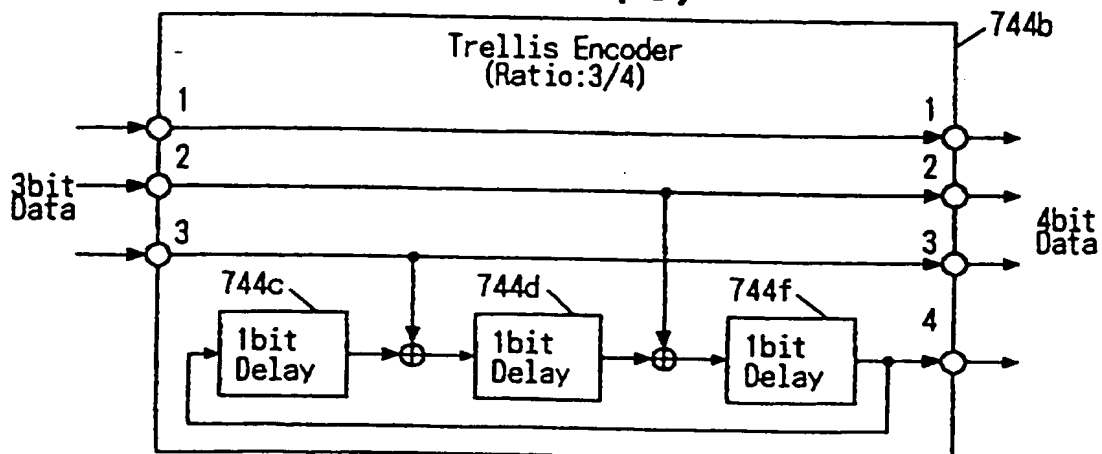 744b
Trellis Encoder
(Ratio:3/4)
1
1
2
2
3bit
Data
3
3
4bit
Data
744c
744d
744f
4
1bit
Delay
1bit
Delay
1bit
Delay